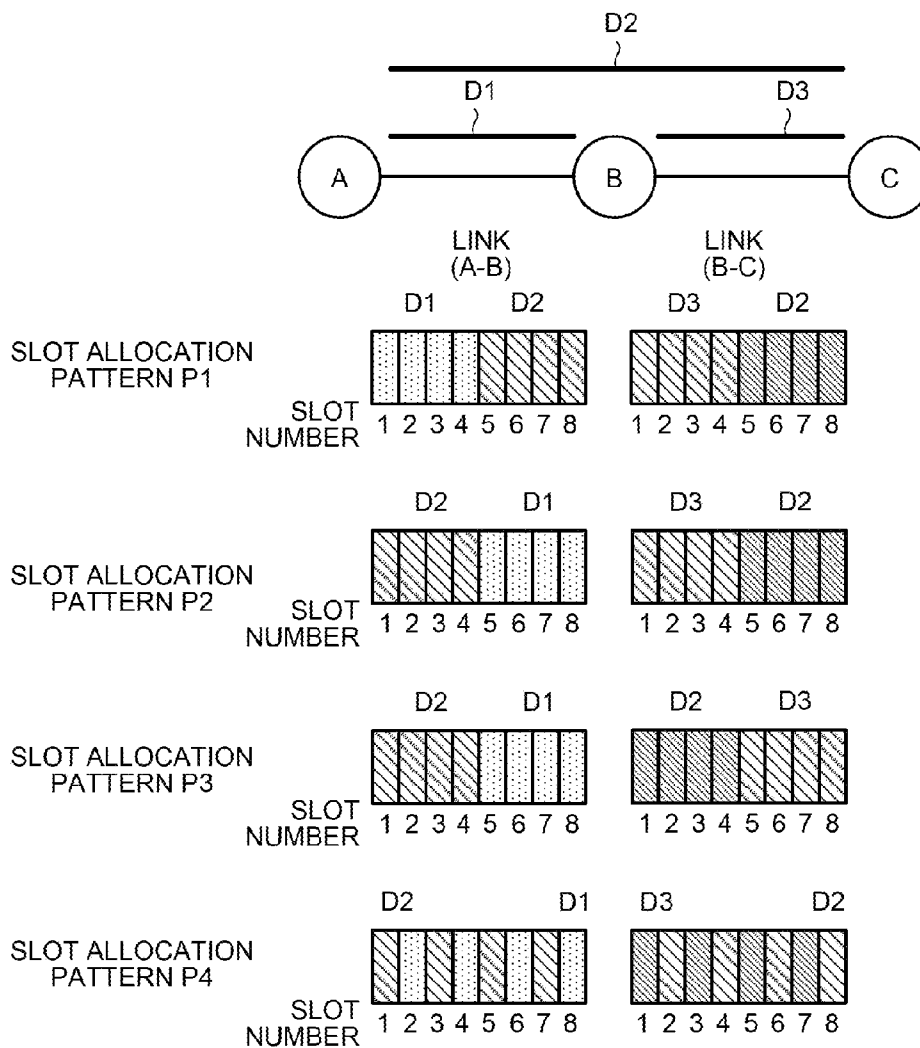 D2
D1 D3
A B C
LINK (A-B) LINK (B-C)
D1 D2 D3 D2
SLOT ALLOCATION PATTERN P1
SLOT NUMBER 1 2 3 4 5 6 7 8 1 2 3 4 5 6 7 8
D2 D1 D3 D2
SLOT ALLOCATION PATTERN P2
SLOT NUMBER 1 2 3 4 5 6 7 8 1 2 3 4 5 6 7 8
D2 D1 D2 D3
SLOT ALLOCATION PATTERN P3
SLOT NUMBER 1 2 3 4 5 6 7 8 1 2 3 4 5 6 7 8
D2 D1 D3 D2
SLOT ALLOCATION PATTERN P4
SLOT NUMBER 1 2 3 4 5 6 7 8 1 2 3 4 5 6 7 8